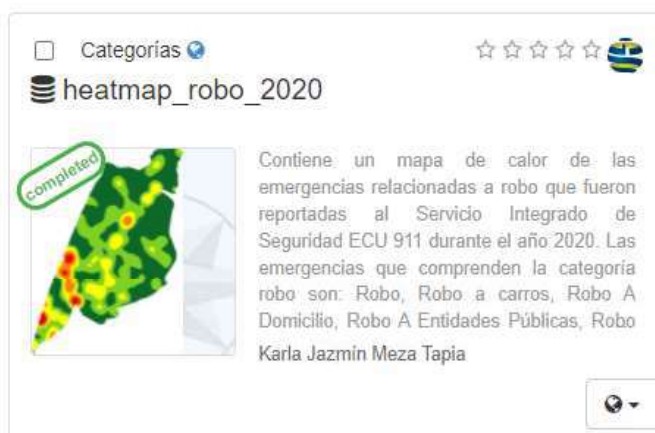 Categorías
heatmap_robo_2020
completed
Contiene un mapa de calor de las
emergencias relacionadas a robo que fueron
reportadas al Servicio Integrado de
Seguridad ECU 911 durante el año 2020. Las
emergencias que comprenden la categoría
robo son: Robo, Robo a carros, Robo A
Domicilio, Robo A Entidades Públicas, Robo
Karla Jazmín Meza Tapia